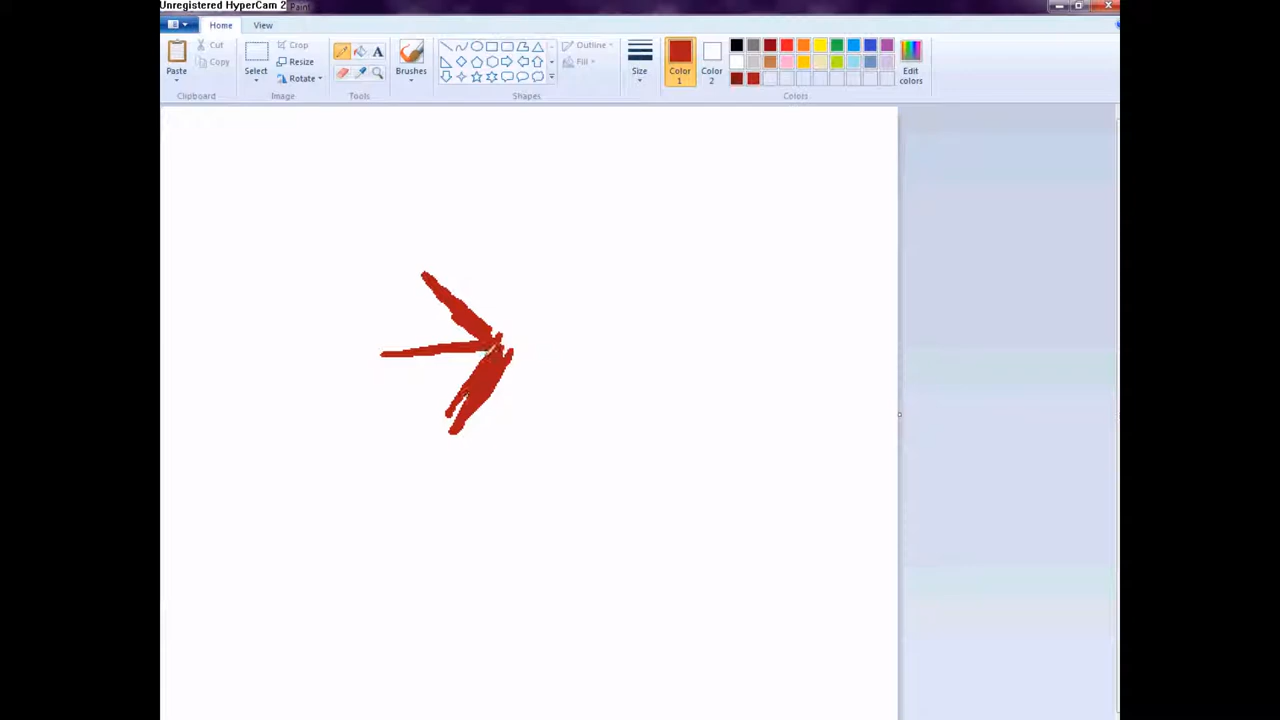 Unregistered HyperCam 2 Paint
Home View
Paste Cut Copy Select Crop Resize Rotate A Brushes Outline Fill Size Color 1 Color 2 Edit colors
Clipboard Image Tools Shapes Colors